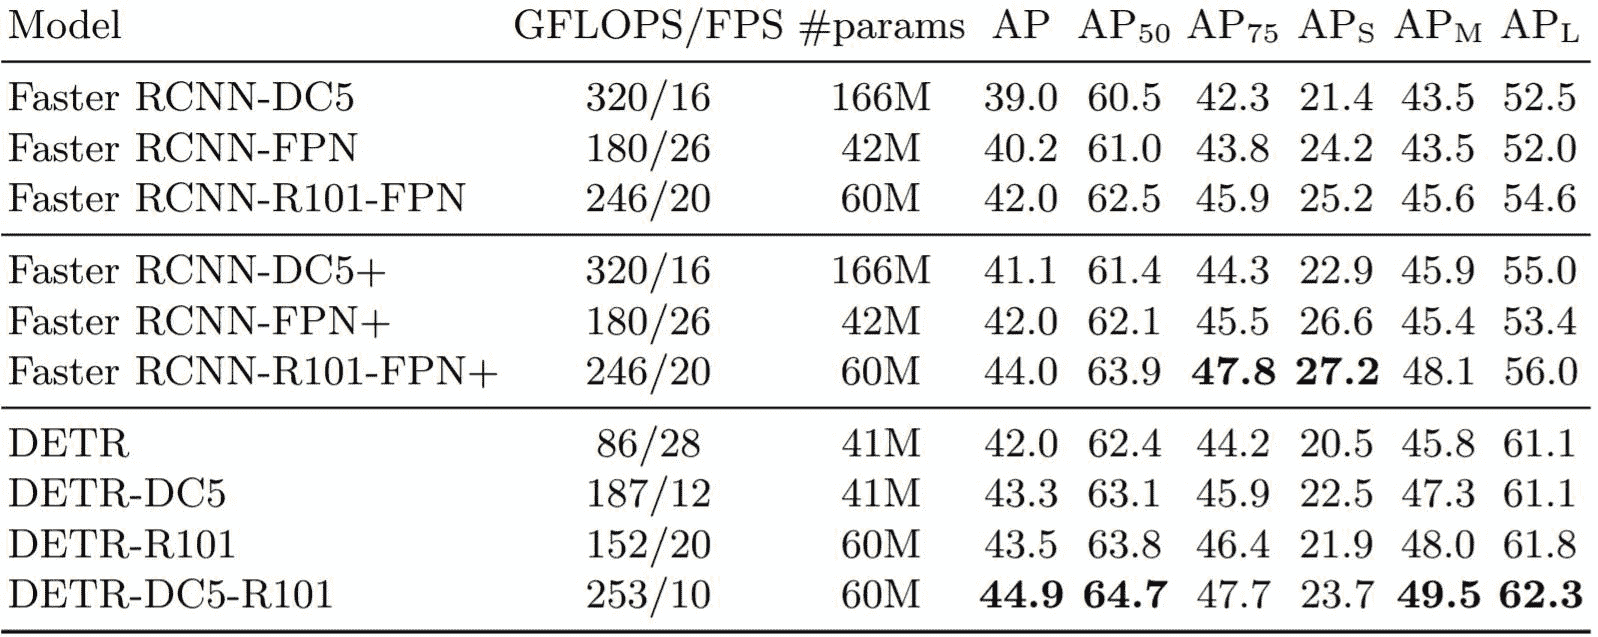 Model GFLOPS/FPS #params AP AP50 AP75 APS APM APL
Faster RCNN-DC5 320/16 166M 39.0 60.5 42.3 21.4 43.5 52.5
Faster RCNN-FPN 180/26 42M 40.2 61.0 43.8 24.2 43.5 52.0
Faster RCNN-R101-FPN 246/20 60M 42.0 62.5 45.9 25.2 45.6 54.6
Faster RCNN-DC5+ 320/16 166M 41.1 61.4 44.3 22.9 45.9 55.0
Faster RCNN-FPN+ 180/26 42M 42.0 62.1 45.5 26.6 45.4 53.4
Faster RCNN-R101-FPN+ 246/20 60M 44.0 63.9 47.8 27.2 48.1 56.0
DETR 86/28 41M 42.0 62.4 44.2 20.5 45.8 61.1
DETR-DC5 187/12 41M 43.3 63.1 45.9 22.5 47.3 61.1
DETR-R101 152/20 60M 43.5 63.8 46.4 21.9 48.0 61.8
DETR-DC5-R101 253/10 60M 44.9 64.7 47.7 23.7 49.5 62.3